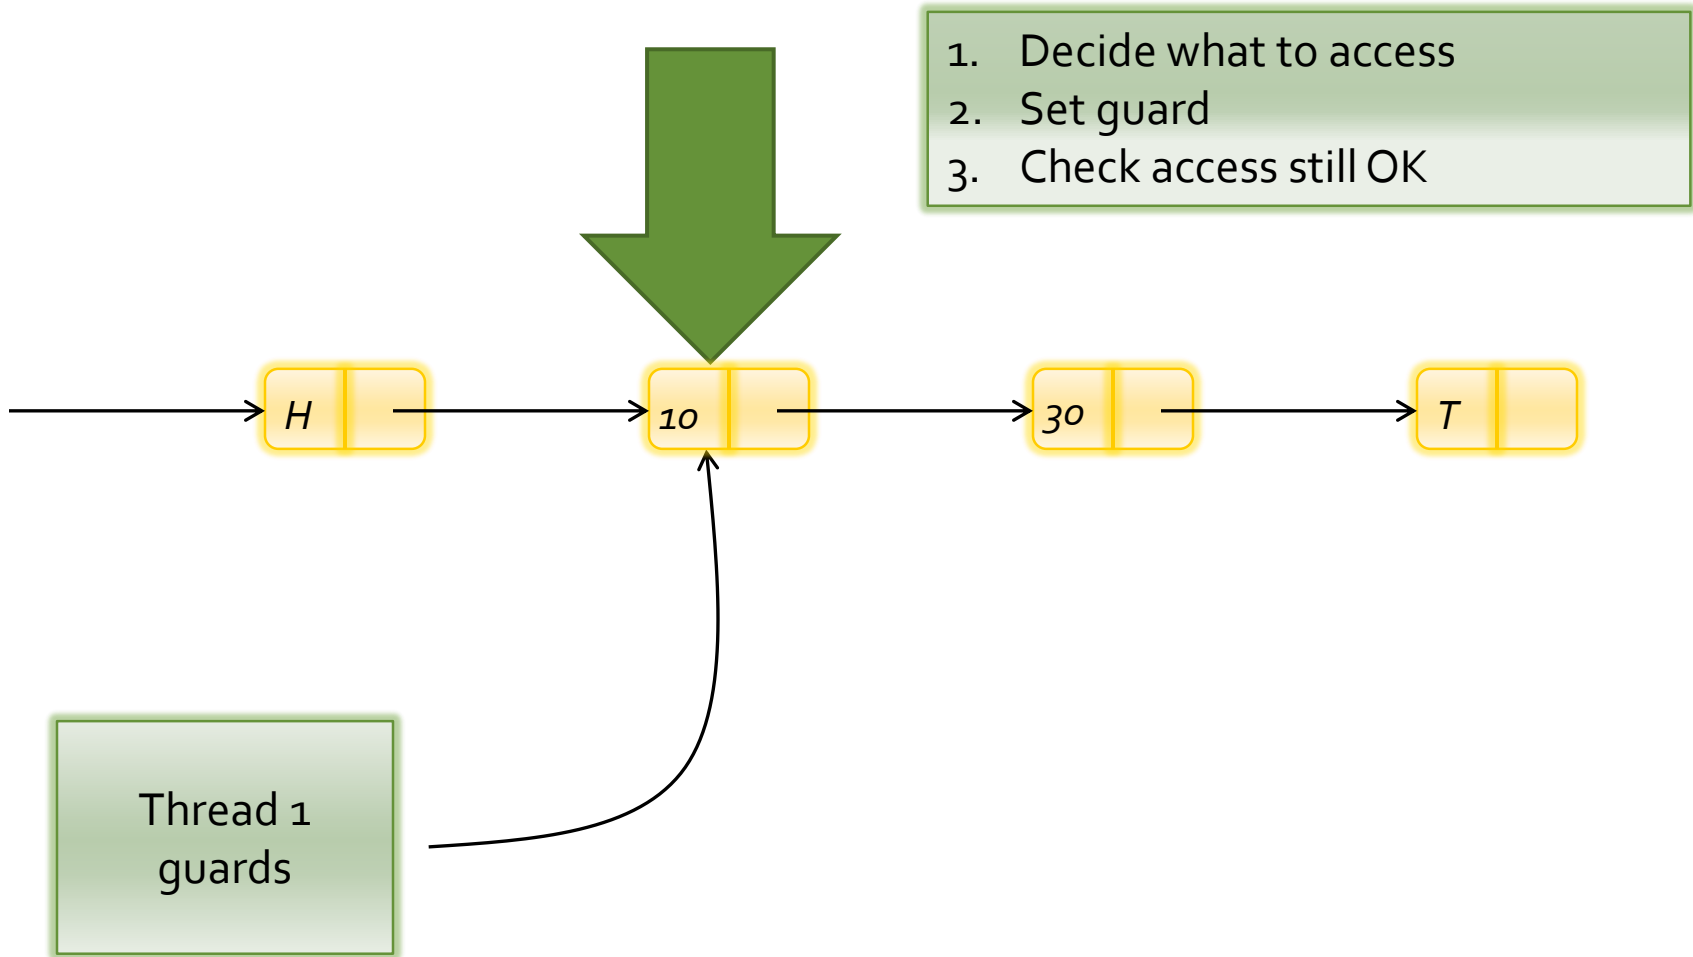 1. Decide what to access
2. Set guard
3. Check access still OK
H
10
30
T
Thread 1
guards